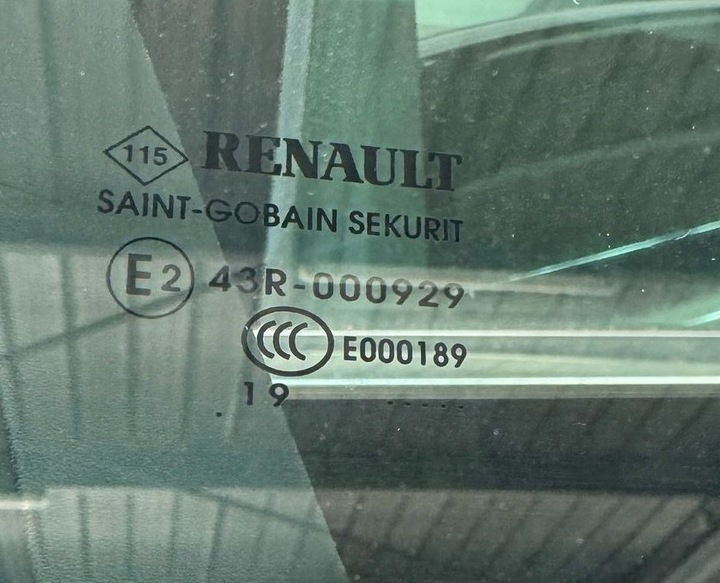 115 RENAULT
SAINT-GOBAIN SEKURIT
E2 43R-000929
CCC E000189
. 19 .....